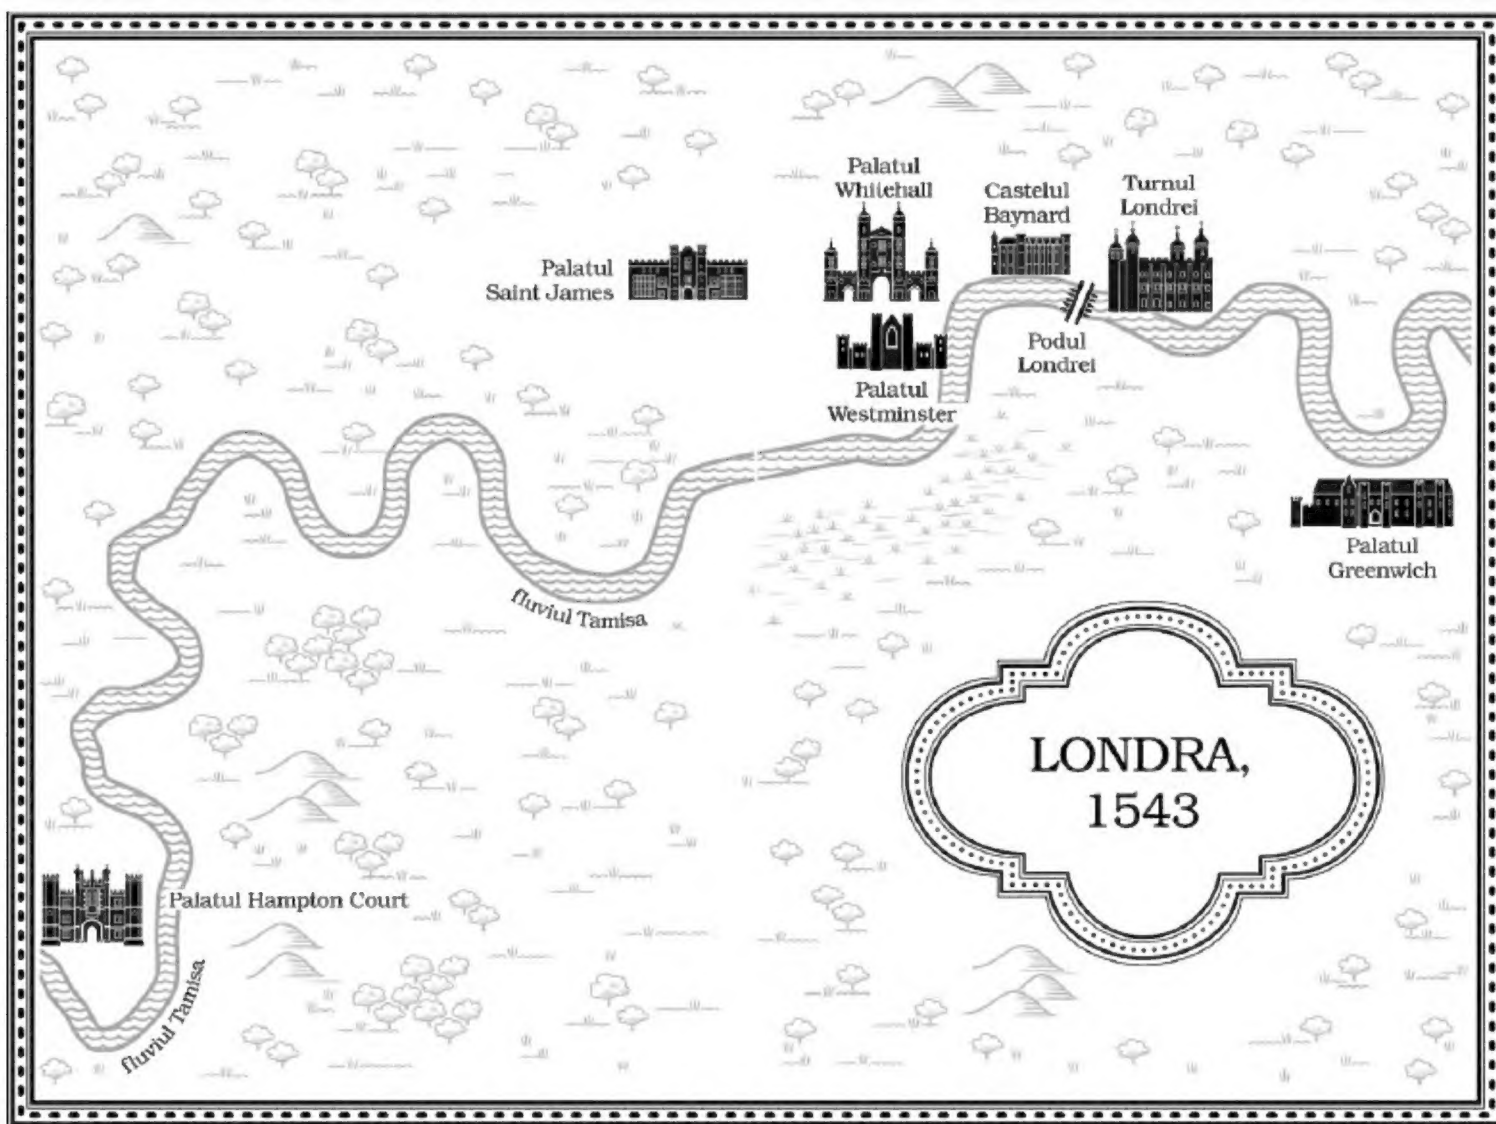 Palatul
Whitehall
Castelul
Baynard
Turnul
Londrei
Palatul
Saint James
Podul
Londrei
Palatul
Westminster
Palatul
Greenwich
fluviul Tamisa
LONDRA,
1543
Palatul Hampton Court
fluviul Tamisa